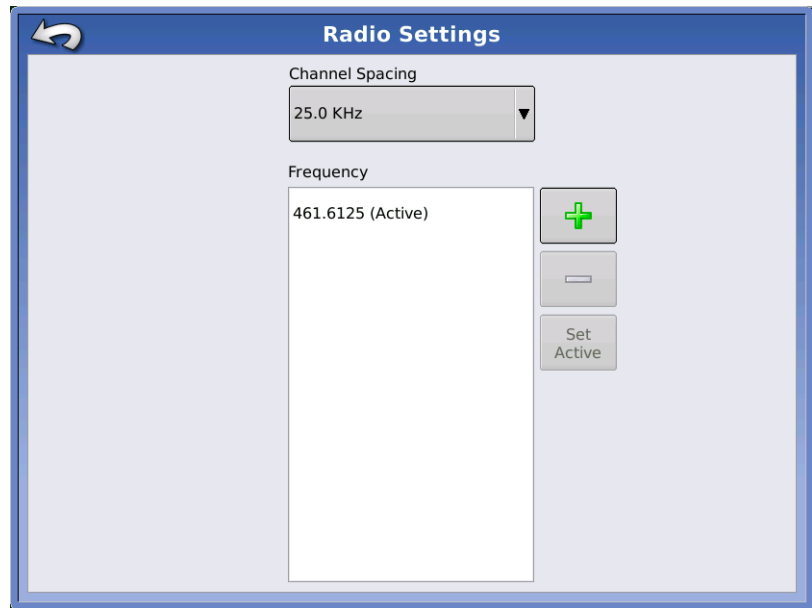 Radio Settings
Channel Spacing
25.0 KHz
Frequency
461.6125 (Active)
Set
Active